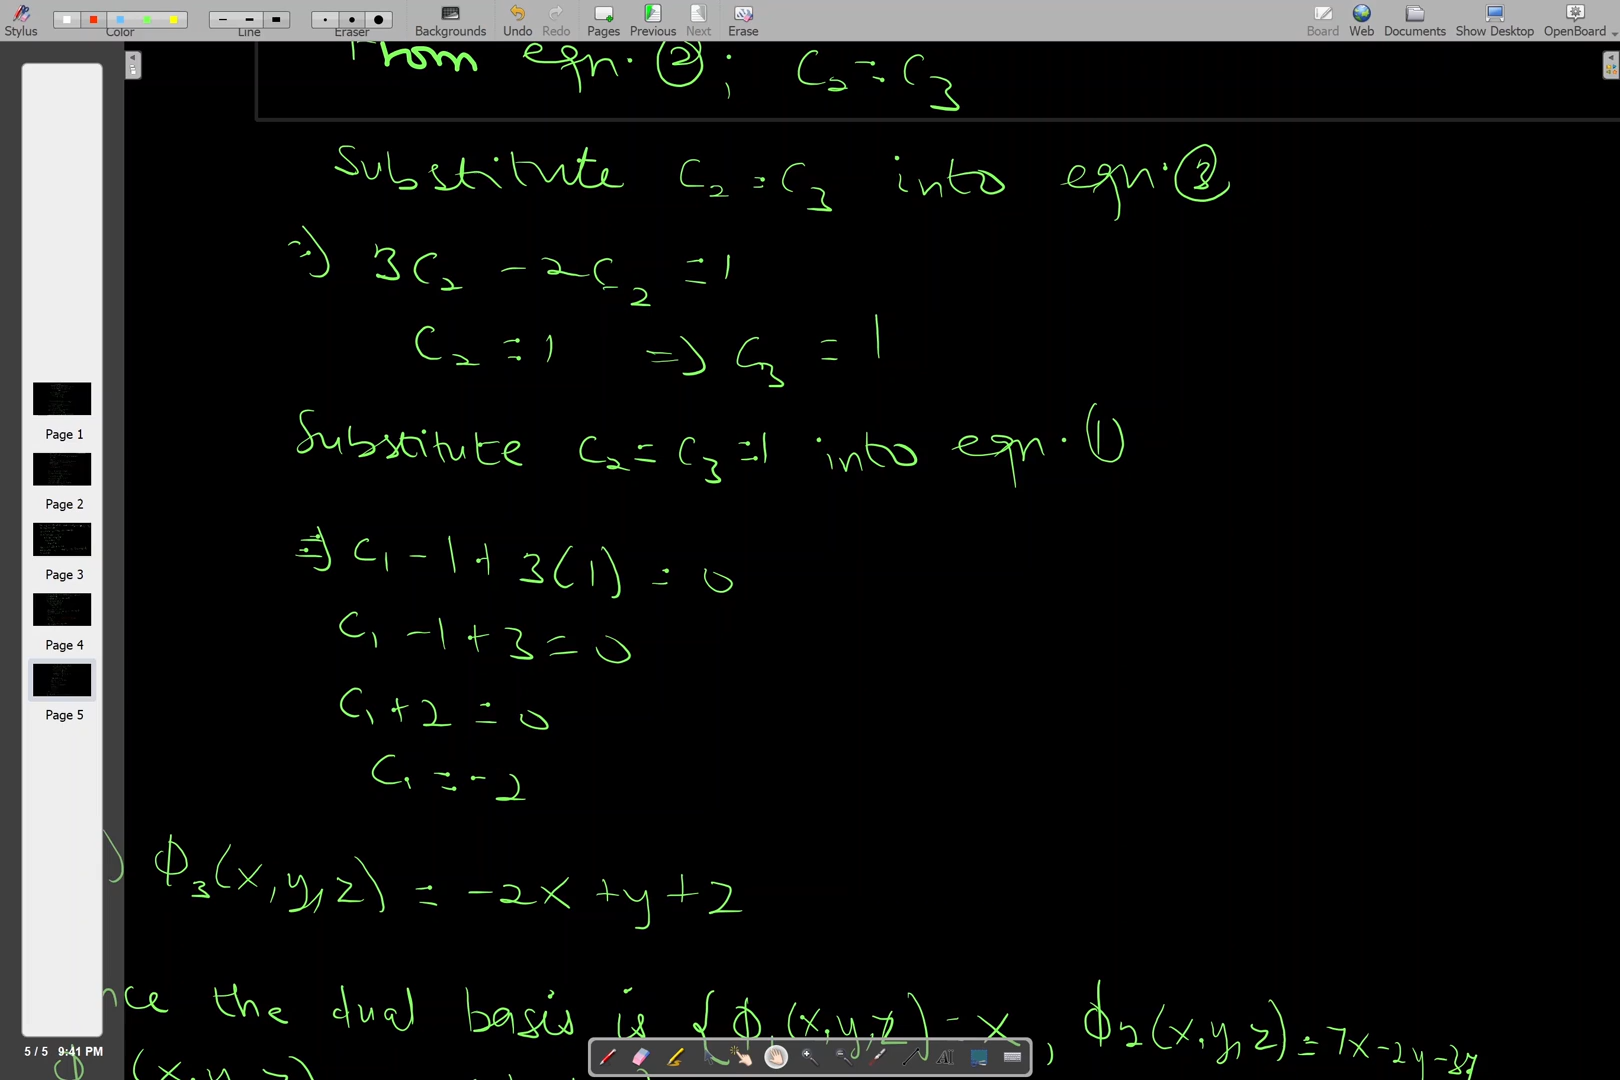 Stylus Color Line Eraser Backgrounds Undo Redo Pages Previous Next Erase Board Web Documents Show Desktop OpenBoard
From eqn. ②; C₂ = C₃
Substitute C₂ = C₃ into eqn. ③
⇒) 3C₂ - 2C₂ = 1
C₂ = 1 ⇒ C₃ = 1
Substitute C₂ = C₃ = 1 into eqn. ①
⇒) C₁ - 1 + 3(1) = 0
C₁ - 1 + 3 = 0
C₁ + 2 = 0
C₁ = -2
) ϕ₃(x, y, z) = -2x + y + z
nce the dual basis is {ϕ₁(x, y, z) = x, ϕ₂(x, y, z) = 7x - 2y - 3z
Page 1
Page 2
Page 3
Page 4
Page 5
5 / 5 9:41 PM